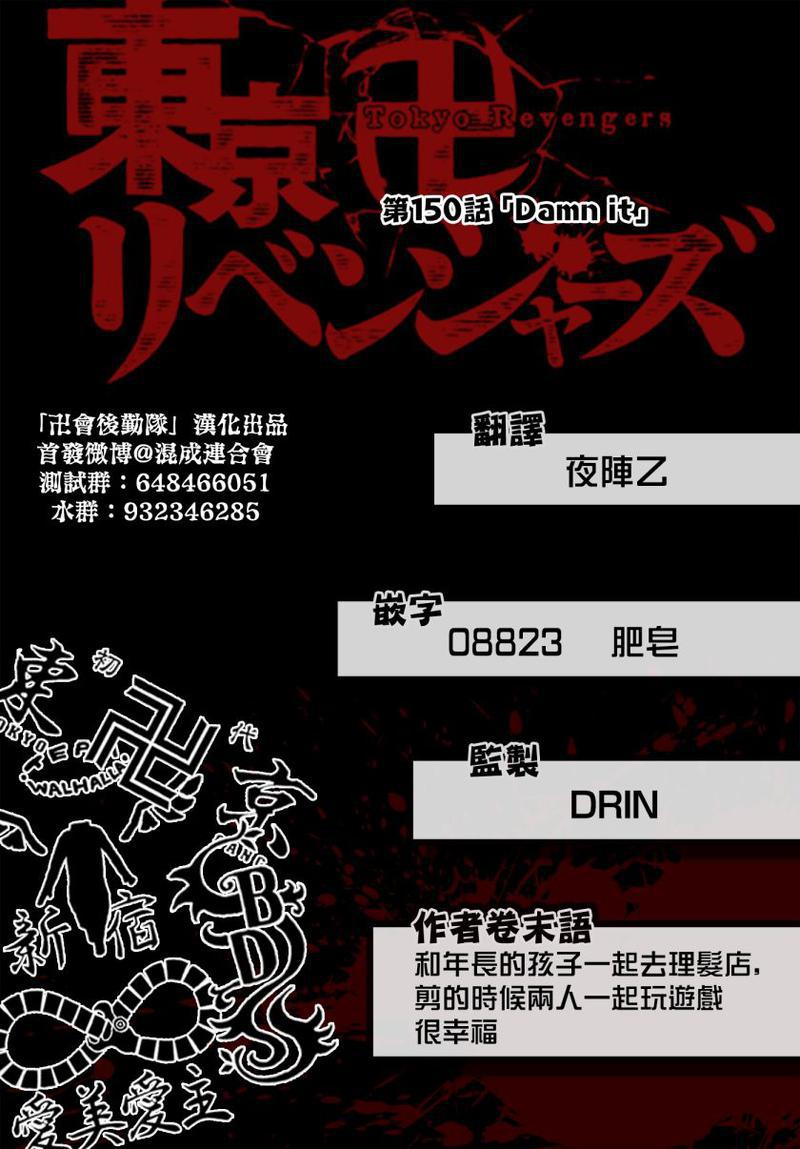 東京卍
Tokyo Revengers
リベンジャーズ
第150話「Damn it」
「卍會後勤隊」漢化出品
首發微博@混成連合會
測試群：648466051
水群：932346285
翻譯
夜陣乙
嵌字
08823 肥皂
監製
DRIN
作者卷末語
和年長的孩子一起去理髮店，
剪的時候兩人一起玩遊戲
很幸福
東
初
卍
代
WALHALLA
京
BD
新宿
愛美愛主